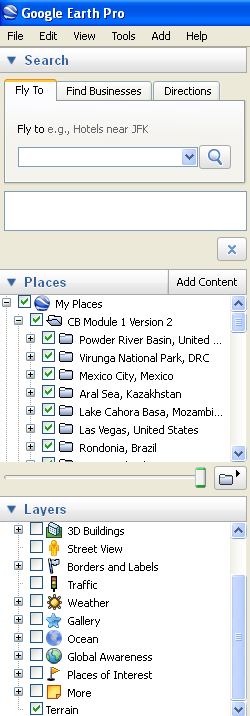 Google Earth Pro
File Edit View Tools Add Help
Search
Fly To Find Businesses Directions
Fly to e.g., Hotels near JFK
Places Add Content
My Places
CB Module 1 Version 2
Powder River Basin, United ...
Virunga National Park, DRC
Mexico City, Mexico
Aral Sea, Kazakhstan
Lake Cahora Basa, Mozambi...
Las Vegas, United States
Rondonia, Brazil
Layers
3D Buildings
Street View
Borders and Labels
Traffic
Weather
Gallery
Ocean
Global Awareness
Places of Interest
More
Terrain